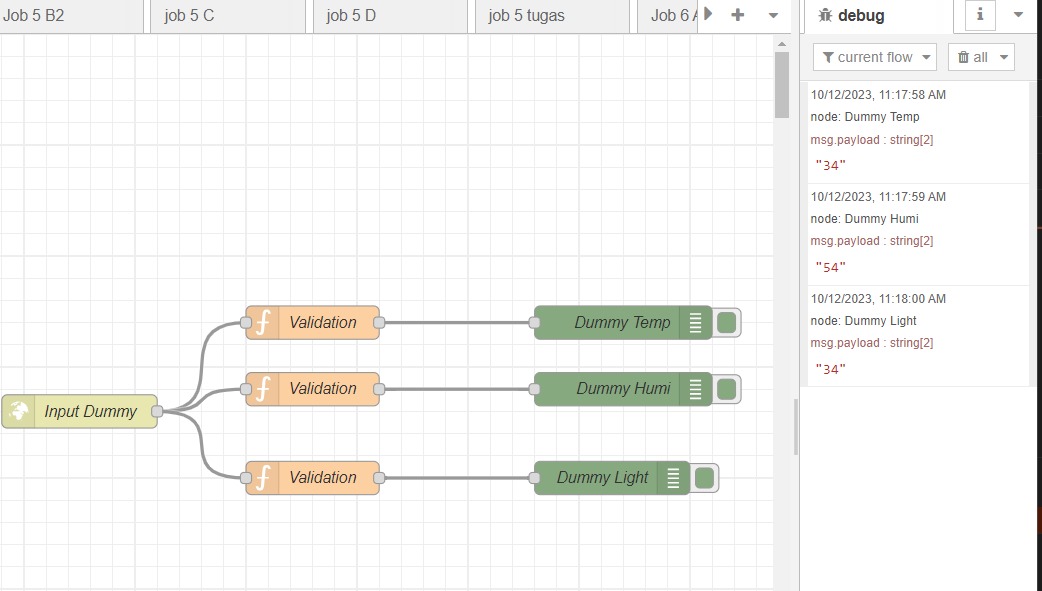 Job 5 B2
job 5 C
job 5 D
job 5 tugas
Job 6 A
debug
i
current flow
all
10/12/2023, 11:17:58 AM
node: Dummy Temp
msg.payload : string[2]
"34"
10/12/2023, 11:17:59 AM
node: Dummy Humi
msg.payload : string[2]
"54"
10/12/2023, 11:18:00 AM
node: Dummy Light
msg.payload : string[2]
"34"
Validation
Dummy Temp
Validation
Dummy Humi
Input Dummy
Validation
Dummy Light